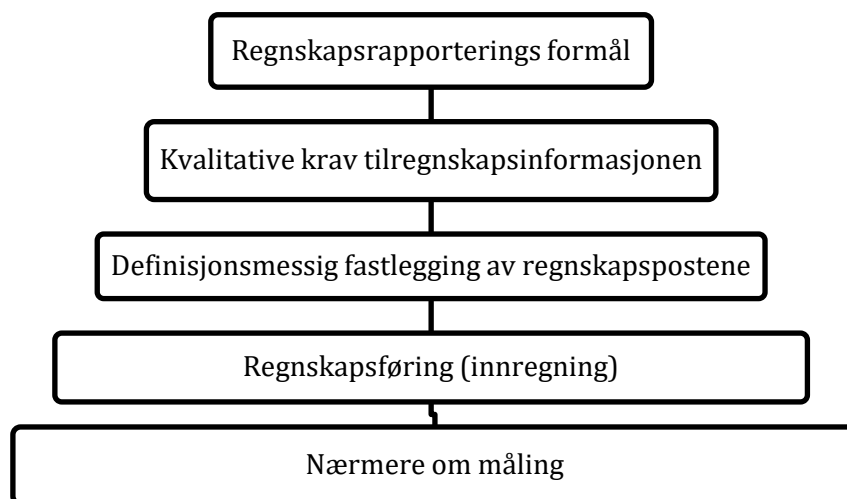 Regnskapsrapporterings formål
Kvalitative krav tilregnskapsinformasjonen
Definisjonsmessig fastlegging av regnskapspostene
Regnskapsføring (innregning)
Nærmere om måling